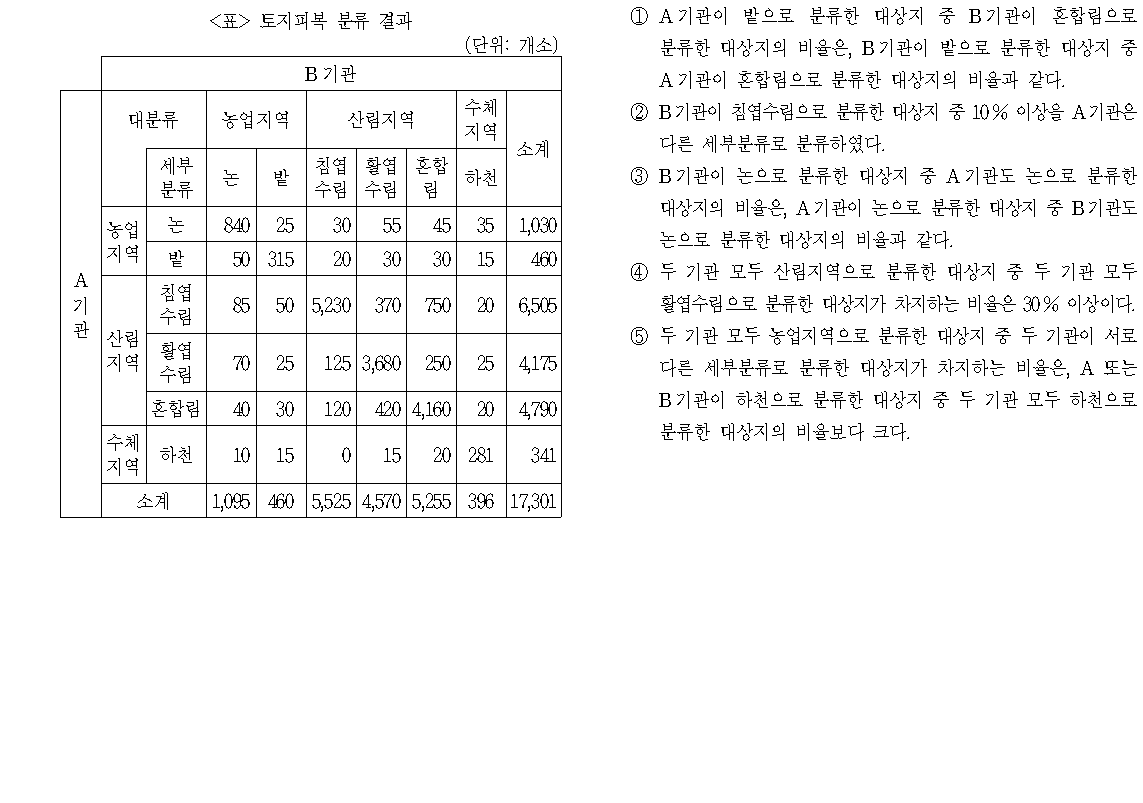 <표> 토지피복 분류 결과
(단위: 개소)
B기관
대분류 농업지역 산림지역 수체지역 소계
세부분류 논 밭 침엽수림 활엽수림 혼합림 하천
A기관
농업지역 논 840 25 30 55 45 35 1,030
밭 50 315 20 30 30 15 460
산림지역 침엽수림 85 50 5,230 370 750 20 6,505
활엽수림 70 25 125 3,680 250 25 4,175
혼합림 40 30 120 420 4,160 20 4,790
수체지역 하천 10 15 0 15 20 281 341
소계 1,095 460 5,525 4,570 5,255 396 17,301
① A기관이 밭으로 분류한 대상지 중 B기관이 혼합림으로
분류한 대상지의 비율은, B기관이 밭으로 분류한 대상지 중
A기관이 혼합림으로 분류한 대상지의 비율과 같다.
② B기관이 침엽수림으로 분류한 대상지 중 10% 이상을 A기관은
다른 세부분류로 분류하였다.
③ B기관이 논으로 분류한 대상지 중 A기관도 논으로 분류한
대상지의 비율은, A기관이 논으로 분류한 대상지 중 B기관도
논으로 분류한 대상지의 비율과 같다.
④ 두 기관 모두 산림지역으로 분류한 대상지 중 두 기관 모두
활엽수림으로 분류한 대상지가 차지하는 비율은 30% 이상이다.
⑤ 두 기관 모두 농업지역으로 분류한 대상지 중 두 기관이 서로
다른 세부분류로 분류한 대상지가 차지하는 비율은, A 또는
B기관이 하천으로 분류한 대상지 중 두 기관 모두 하천으로
분류한 대상지의 비율보다 크다.